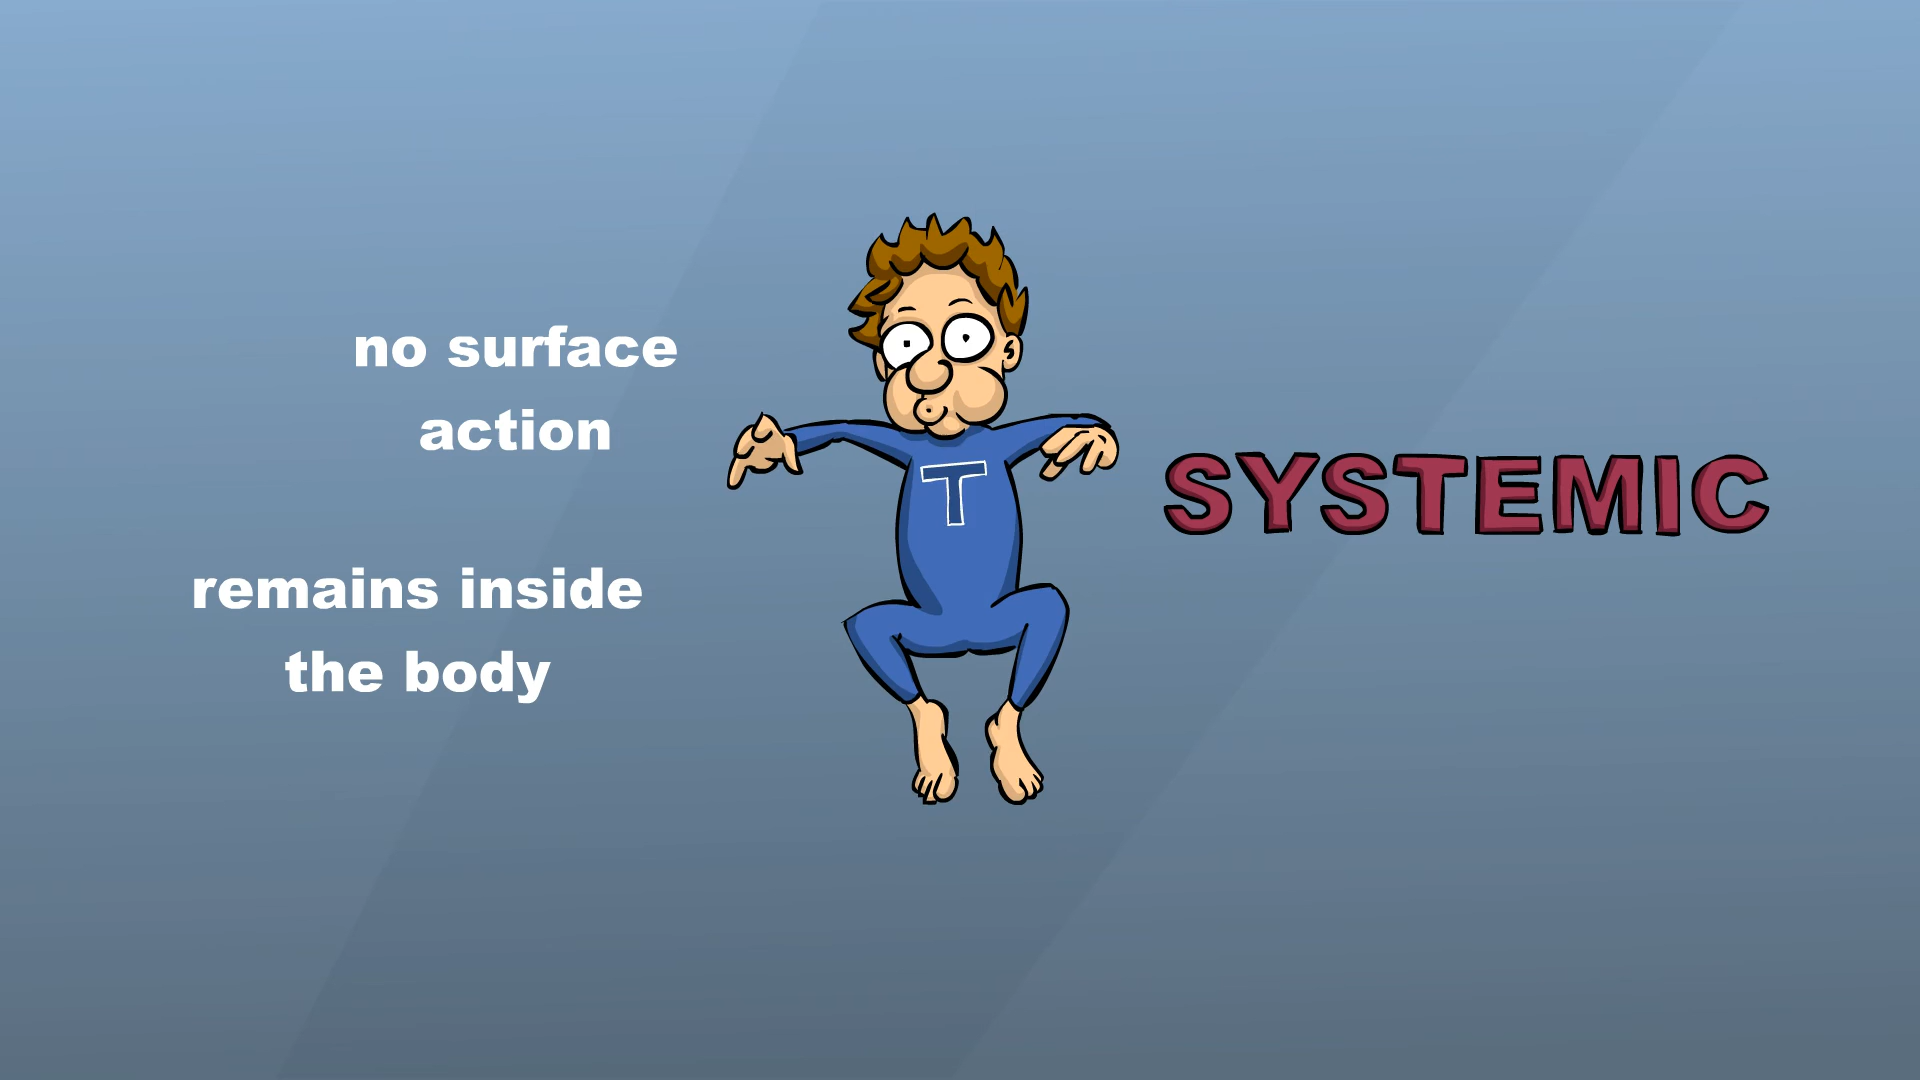 no surface
action
remains inside
the body
T
SYSTEMIC